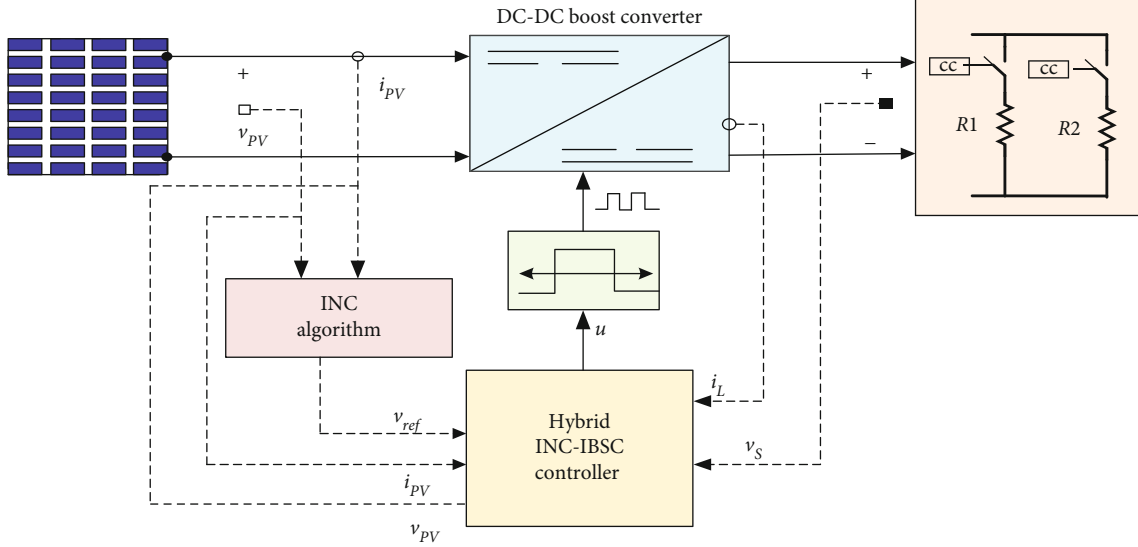 DC-DC boost converter
+
i_PV
v_PV
+
−
cc
cc
R1
R2
INC
algorithm
u
i_L
v_ref
Hybrid
INC-IBSC
controller
v_S
i_PV
v_PV